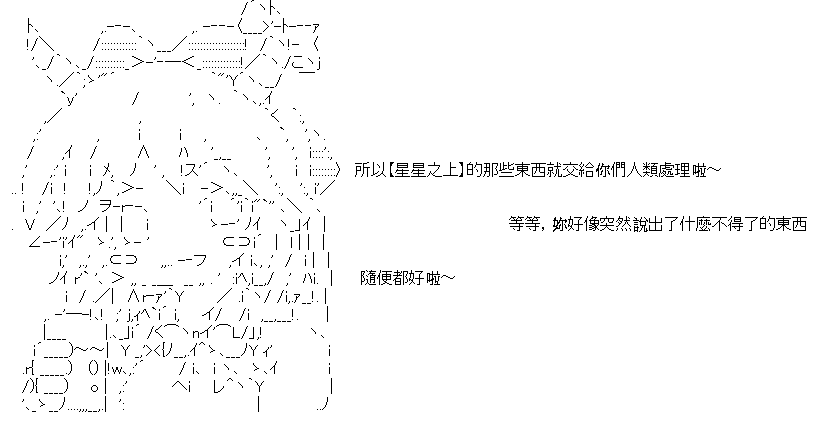 所以【星星之上】的那些東西就交給你們人類處理啦～
等等，妳好像突然說出了什麼不得了的東西
隨便都好啦～